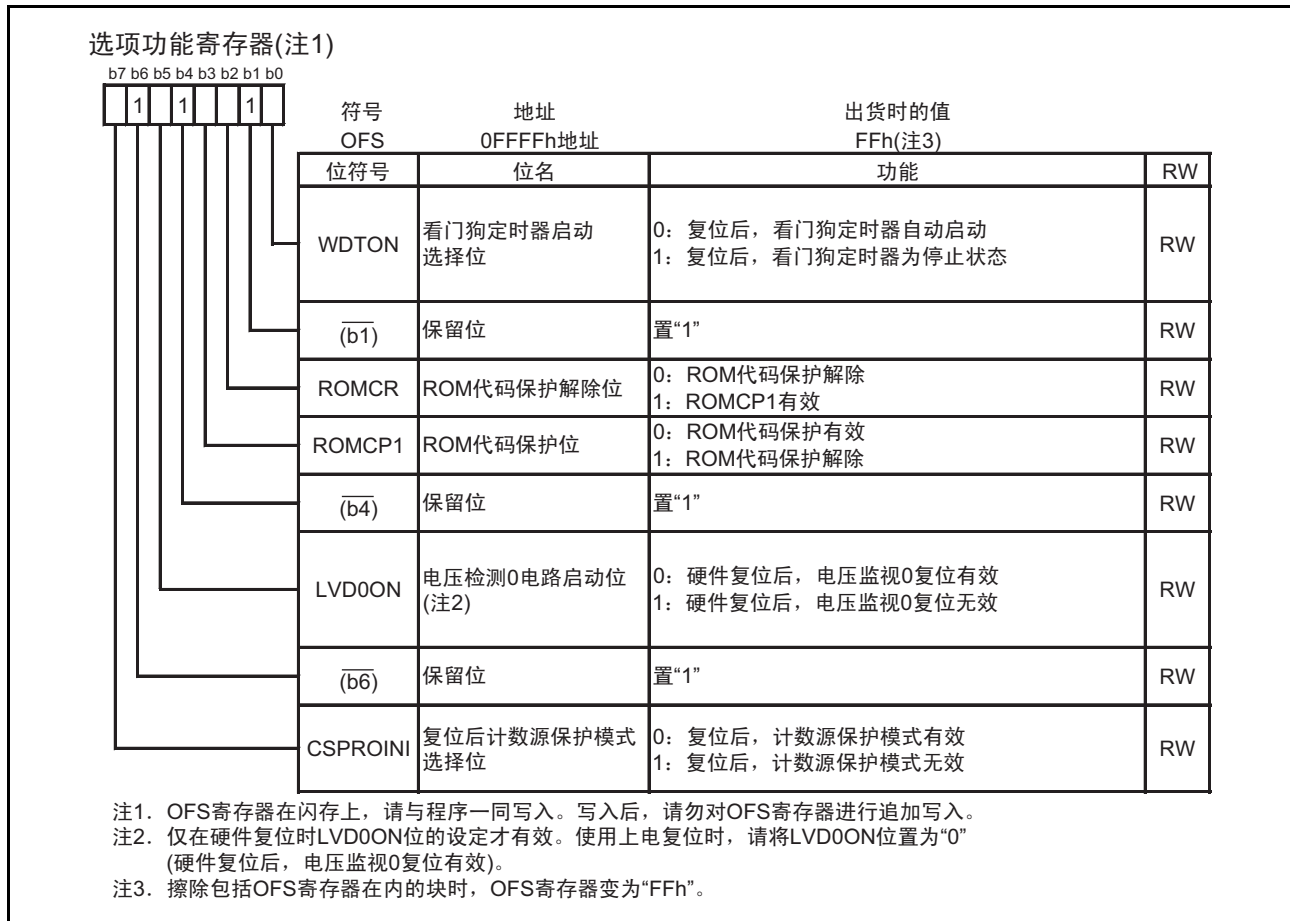 选项功能寄存器(注1)
b7 b6 b5 b4 b3 b2 b1 b0
1 1 1
符号 地址 出货时的值
OFS 0FFFFh地址 FFh(注3)
位符号 位名 功能 RW
WDTON 看门狗定时器启动选择位 0：复位后，看门狗定时器自动启动 RW
1：复位后，看门狗定时器为停止状态
(b1) 保留位 置“1” RW
ROMCR ROM代码保护解除位 0：ROM代码保护解除 RW
1：ROMCP1有效
ROMCP1 ROM代码保护位 0：ROM代码保护有效 RW
1：ROM代码保护解除
(b4) 保留位 置“1” RW
LVD0ON 电压检测0电路启动位(注2) 0：硬件复位后，电压监视0复位有效 RW
1：硬件复位后，电压监视0复位无效
(b6) 保留位 置“1” RW
CSPROINI 复位后计数源保护模式选择位 0：复位后，计数源保护模式有效 RW
1：复位后，计数源保护模式无效
注1．OFS寄存器在闪存上，请与程序一同写入。写入后，请勿对OFS寄存器进行追加写入。
注2．仅在硬件复位时LVD0ON位的设定才有效。使用上电复位时，请将LVD0ON位置为“0”
(硬件复位后，电压监视0复位有效)。
注3．擦除包括OFS寄存器在内的块时，OFS寄存器变为“FFh”。